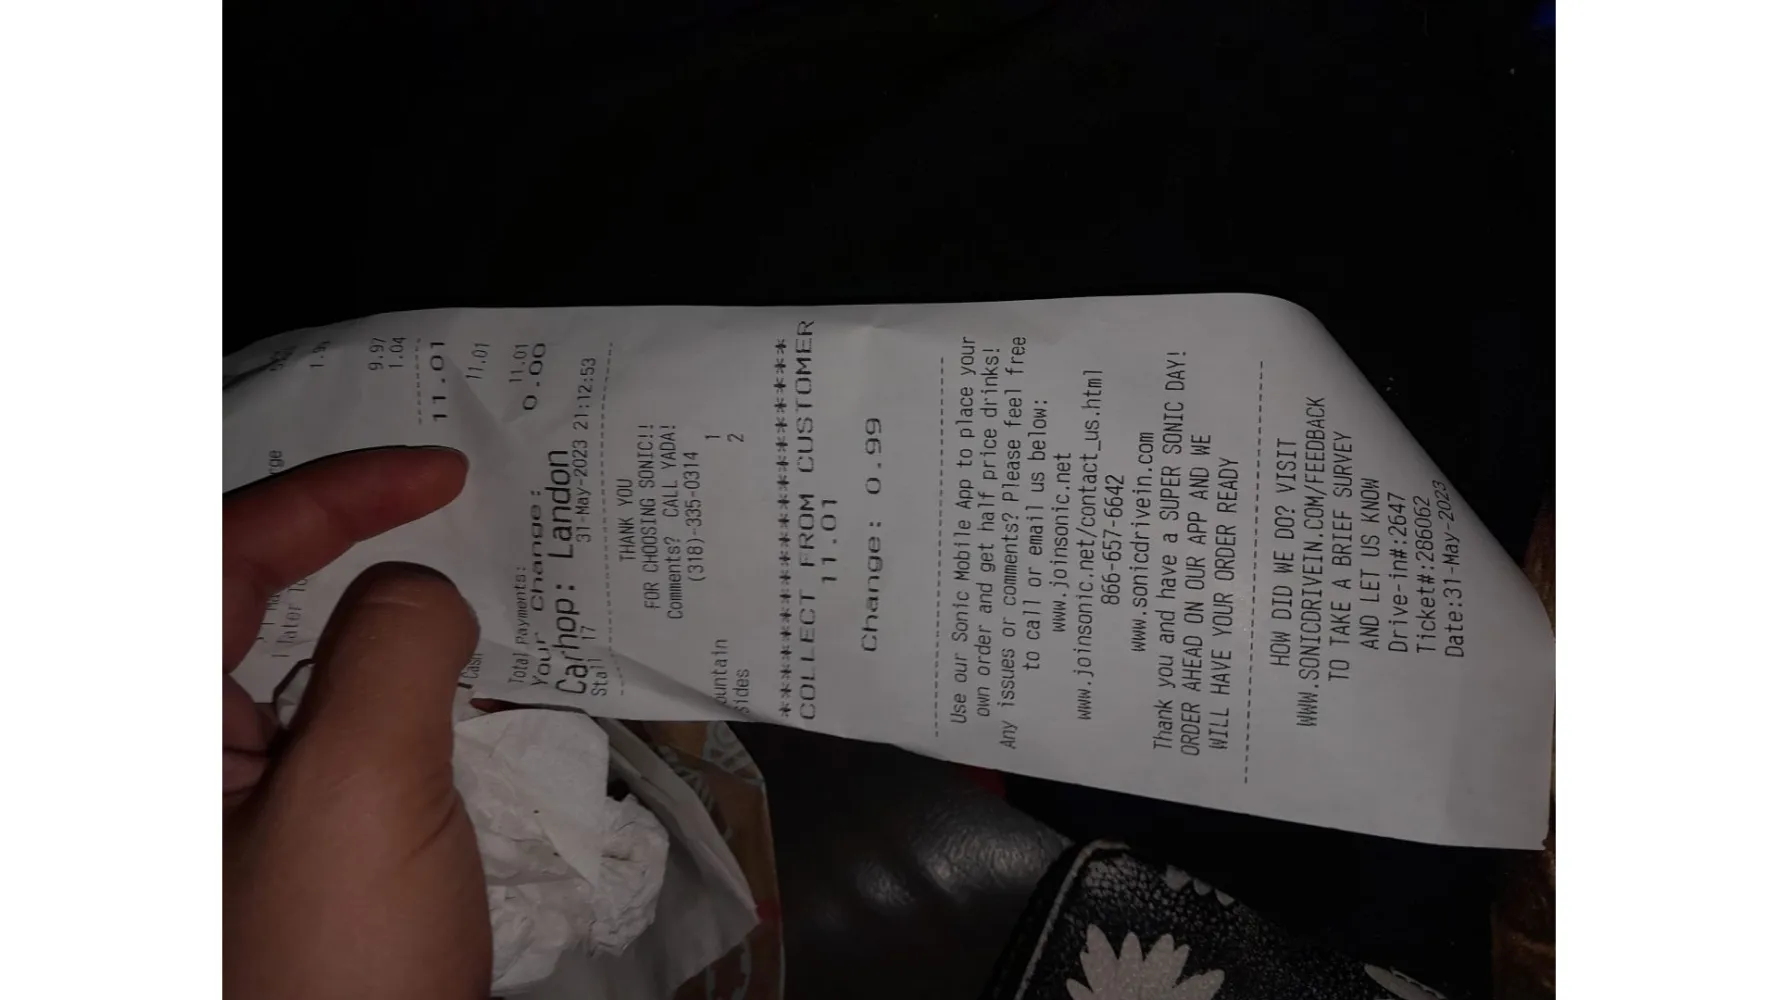 1.99
9.97
1.04
11.01
Cash 11.01
Total Payments: 11.01
Your Change: 0.00
Carhop: Landon
Stall 17 31-May-2023 21:12:53
THANK YOU
FOR CHOOSING SONIC!!
Comments? CALL YADA!
(318)-335-0314
ountain 1
Sides 2
***************************
COLLECT FROM CUSTOMER
11.01
Change: 0.99
Use our Sonic Mobile App to place your
own order and get half price drinks!
Any issues or comments? Please feel free
to call or email us below:
www.joinsonic.net
www.joinsonic.net/contact_us.html
866-657-6642
www.sonicdrivein.com
Thank you and have a SUPER SONIC DAY!
ORDER AHEAD ON OUR APP AND WE
WILL HAVE YOUR ORDER READY
HOW DID WE DO? VISIT
WWW.SONICDRIVEIN.COM/FEEDBACK
TO TAKE A BRIEF SURVEY
AND LET US KNOW
Drive-in#:2647
Ticket#:286062
Date:31-May-2023